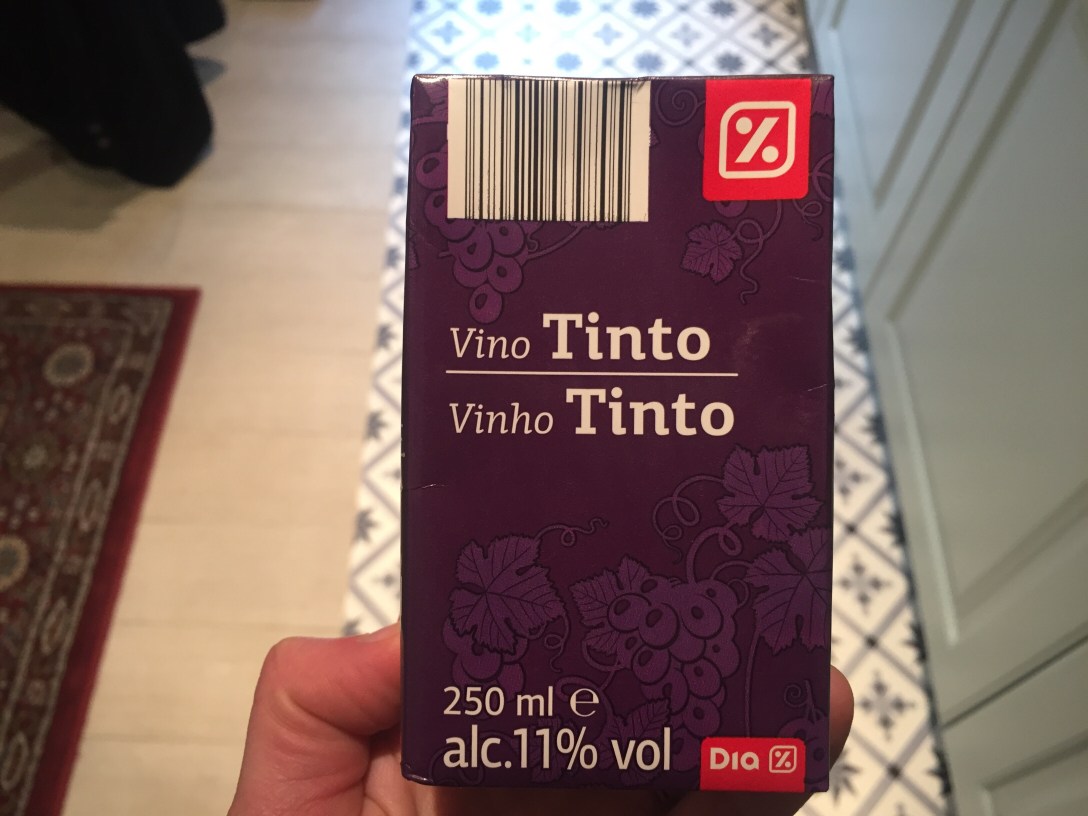 Vino Tinto
Vinho Tinto
250 ml ℮
alc.11% vol
Dia %